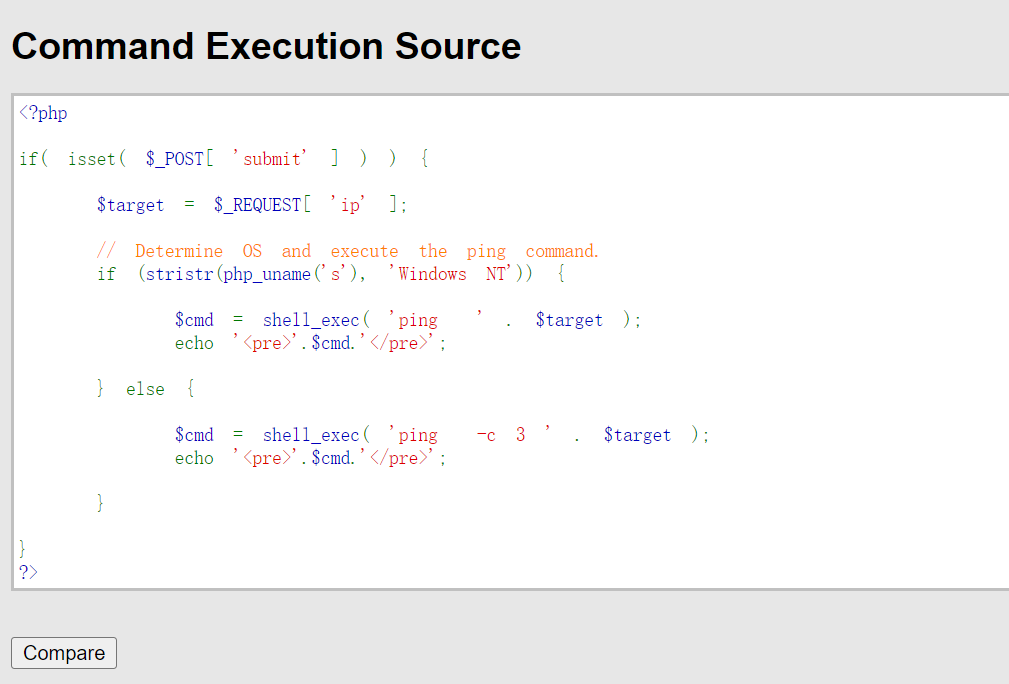 Command Execution Source
<?php
if( isset( $_POST[ 'submit' ] ) ) {
$target = $_REQUEST[ 'ip' ];
// Determine OS and execute the ping command.
if (stristr(php_uname('s'), 'Windows NT')) {
$cmd = shell_exec( 'ping ' . $target );
echo '<pre>'.$cmd.'</pre>';
} else {
$cmd = shell_exec( 'ping -c 3 ' . $target );
echo '<pre>'.$cmd.'</pre>';
}
}
?>
Compare